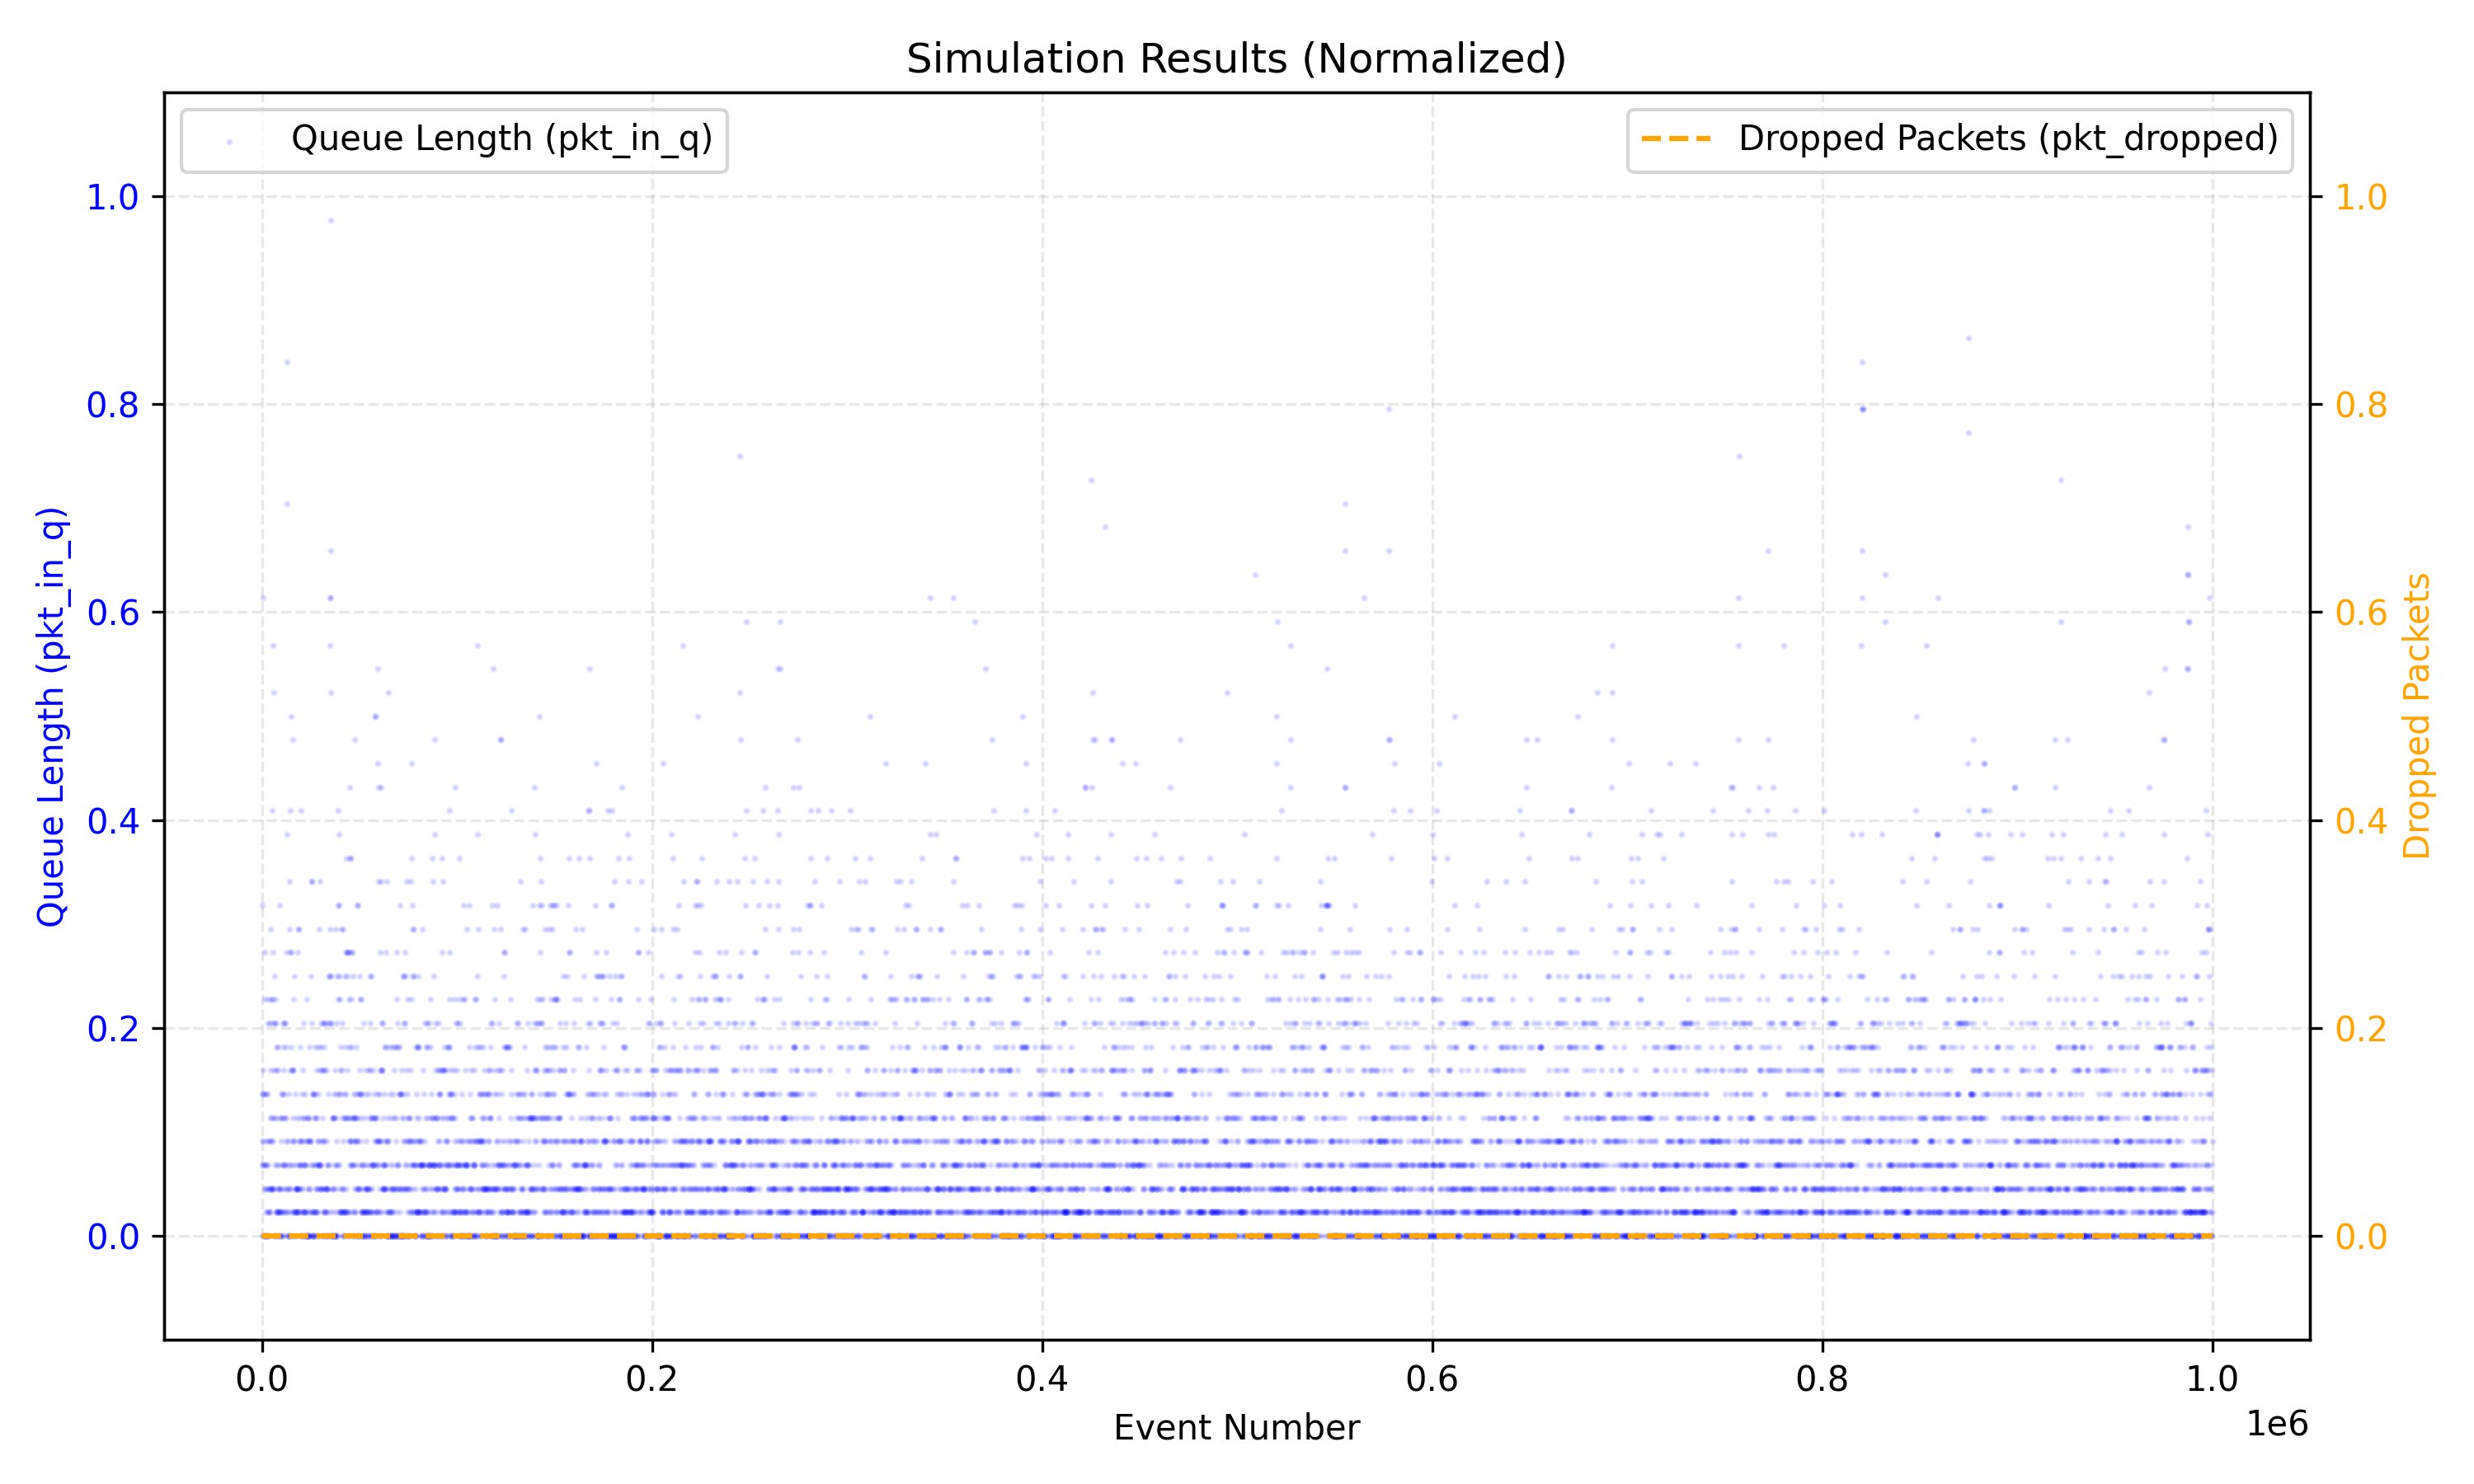 Simulation Results (Normalized)
Queue Length (pkt_in_q)
Dropped Packets (pkt_dropped)
1.0
0.8
0.6
0.4
0.2
0.0
Queue Length (pkt_in_q)
1.0
0.8
0.6
0.4
0.2
0.0
Dropped Packets
0.0
0.2
0.4
0.6
0.8
1.0
1e6
Event Number